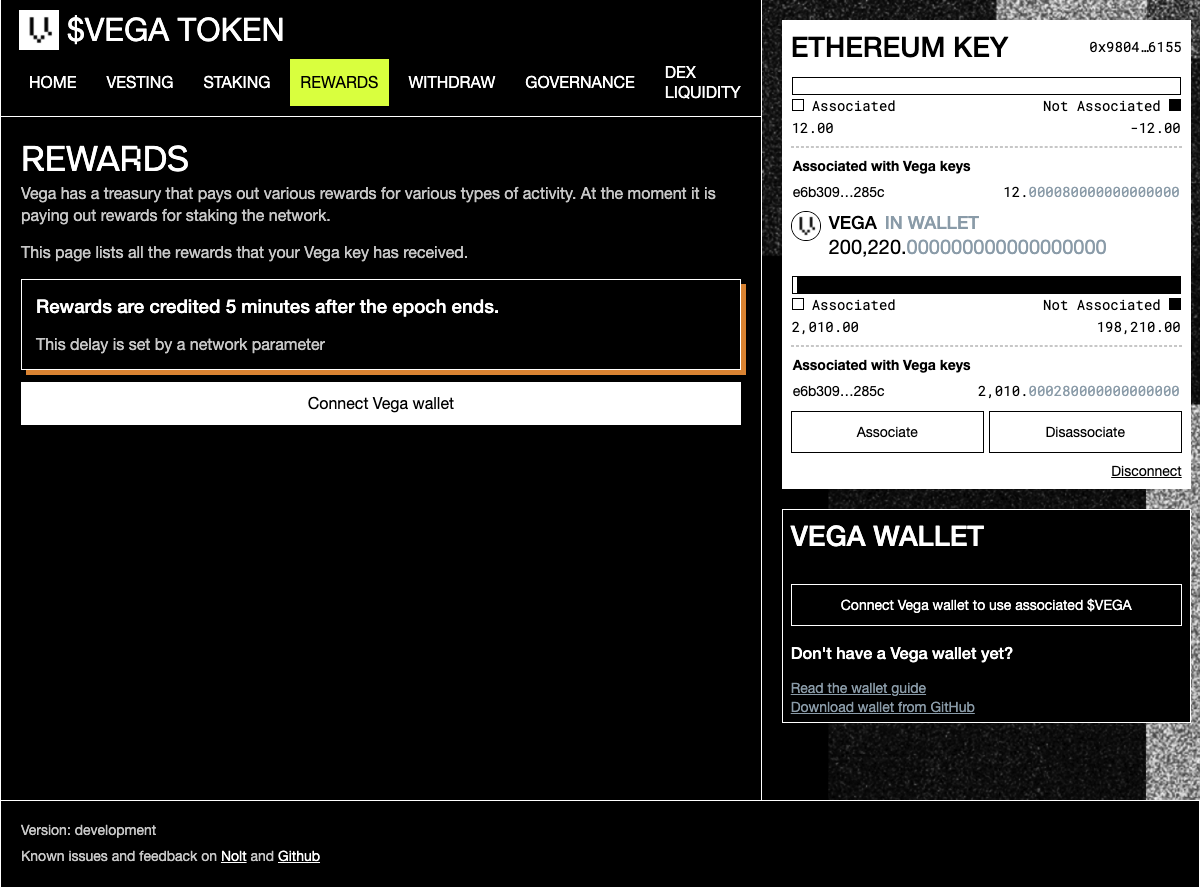 $VEGA TOKEN
HOME VESTING STAKING REWARDS WITHDRAW GOVERNANCE DEX LIQUIDITY
REWARDS
Vega has a treasury that pays out various rewards for various types of activity. At the moment it is
paying out rewards for staking the network.
This page lists all the rewards that your Vega key has received.
Rewards are credited 5 minutes after the epoch ends.
This delay is set by a network parameter
Connect Vega wallet
ETHEREUM KEY 0x9804…6155
Associated Not Associated
12.00 -12.00
Associated with Vega keys
e6b309…285c 12.000080000000000000
VEGA IN WALLET
200,220.000000000000000000
Associated Not Associated
2,010.00 198,210.00
Associated with Vega keys
e6b309…285c 2,010.000280000000000000
Associate Disassociate
Disconnect
VEGA WALLET
Connect Vega wallet to use associated $VEGA
Don't have a Vega wallet yet?
Read the wallet guide
Download wallet from GitHub
Version: development
Known issues and feedback on Nolt and Github